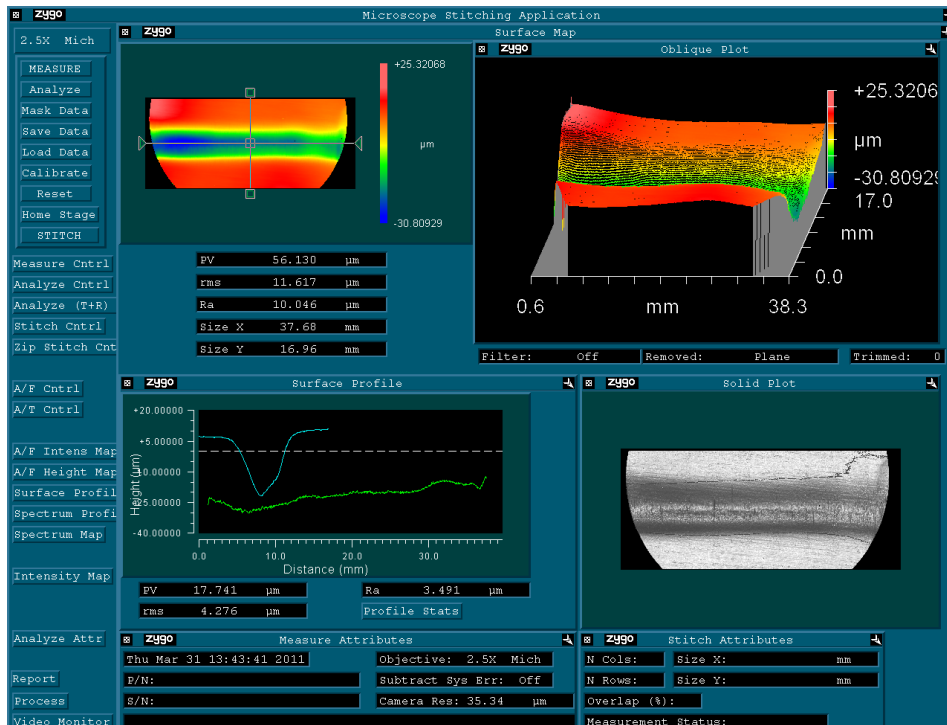 zygo Microscope Stitching Application
2.5X Mich
MEASURE
Analyze
Mask Data
Save Data
Load Data
Calibrate
Reset
Home Stage
STITCH
Measure Cntrl
Analyze Cntrl
Analyze (T+R)
Stitch Cntrl
Zip Stitch Cnt
A/F Cntrl
A/T Cntrl
A/F Intens Map
A/F Height Map
Surface Profil
Spectrum Profi
Spectrum Map
Intensity Map
Analyze Attr
Report
Process
Video Monitor
zygo Surface Map
+25.32068
µm
-30.80929
PV 56.130 µm
rms 11.617 µm
Ra 10.046 µm
Size X 37.68 mm
Size Y 16.96 mm
zygo Oblique Plot
+25.3206
µm
-30.8092
17.0
mm
0.0
0.6 mm 38.3
Filter: Off Removed: Plane Trimmed: 0
zygo Surface Profile
+20.00000
+5.00000
-10.00000
-25.00000
-40.00000
Height (µm)
0.0 10.0 20.0 30.0
Distance (mm)
PV 17.741 µm Ra 3.491 µm
rms 4.276 µm Profile Stats
zygo Solid Plot
zygo Measure Attributes
Thu Mar 31 13:43:41 2011 Objective: 2.5X Mich
P/N: Subtract Sys Err: Off
S/N: Camera Res: 35.34 µm
zygo Stitch Attributes
N Cols: Size X: mm
N Rows: Size Y: mm
Overlap (%):
Measurement Status: